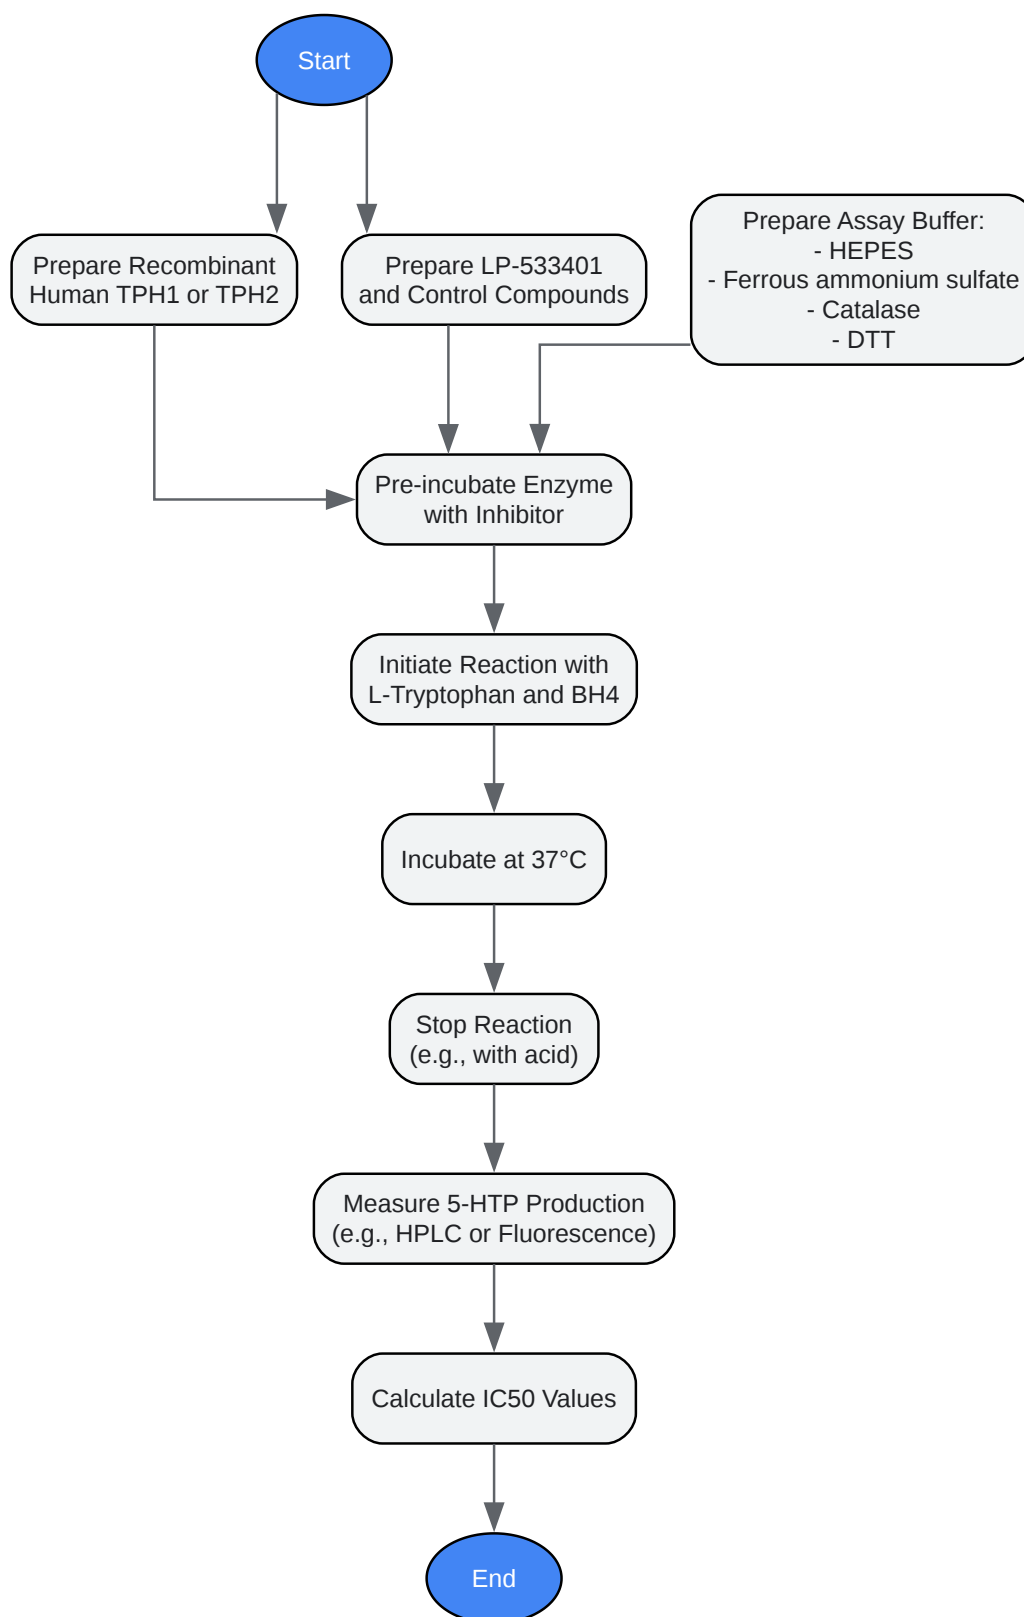 Start
Prepare Recombinant
Human TPH1 or TPH2
Prepare LP-533401
and Control Compounds
Prepare Assay Buffer:
- HEPES
- Ferrous ammonium sulfate
- Catalase
- DTT
Pre-incubate Enzyme
with Inhibitor
Initiate Reaction with
L-Tryptophan and BH4
Incubate at 37°C
Stop Reaction
(e.g., with acid)
Measure 5-HTP Production
(e.g., HPLC or Fluorescence)
Calculate IC50 Values
End